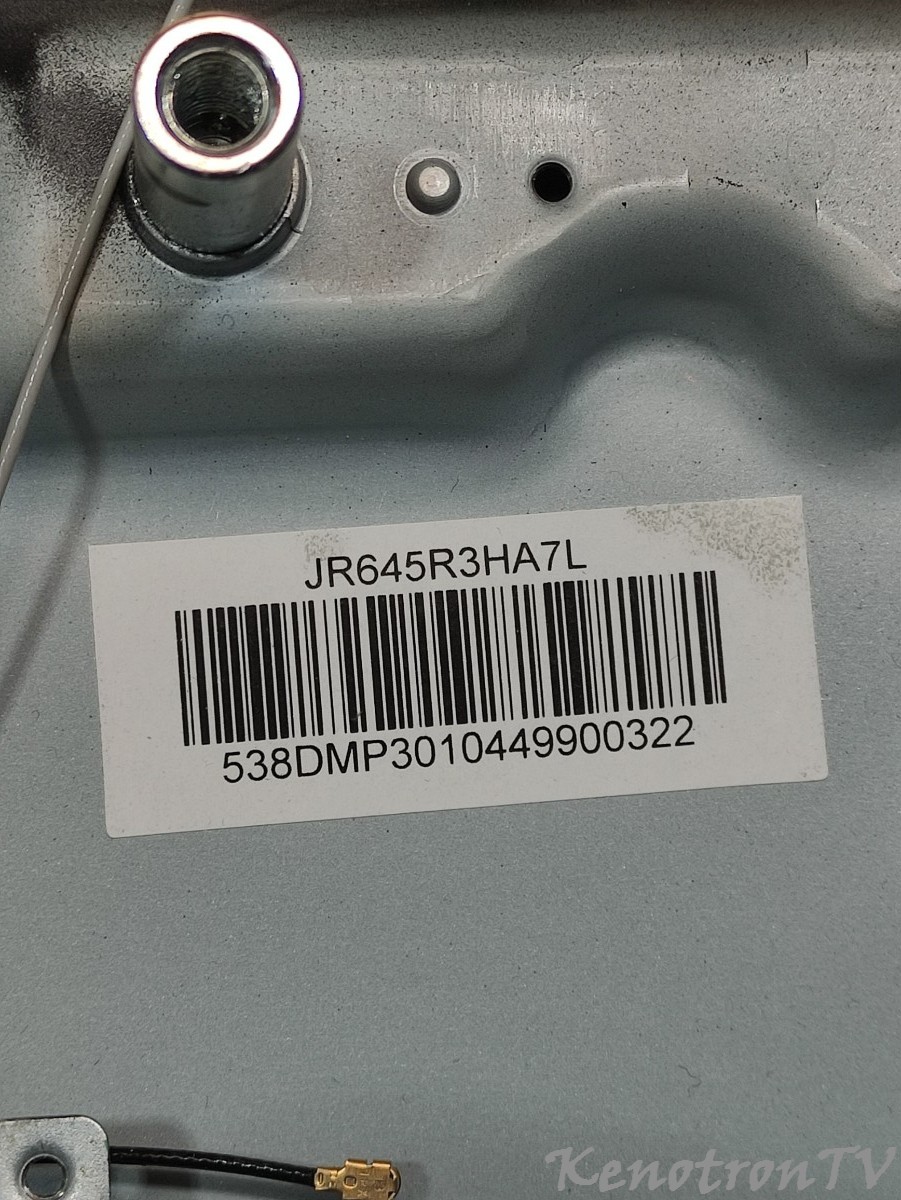 JR645R3HA7L
538DMP3010449900322
KenotronTV